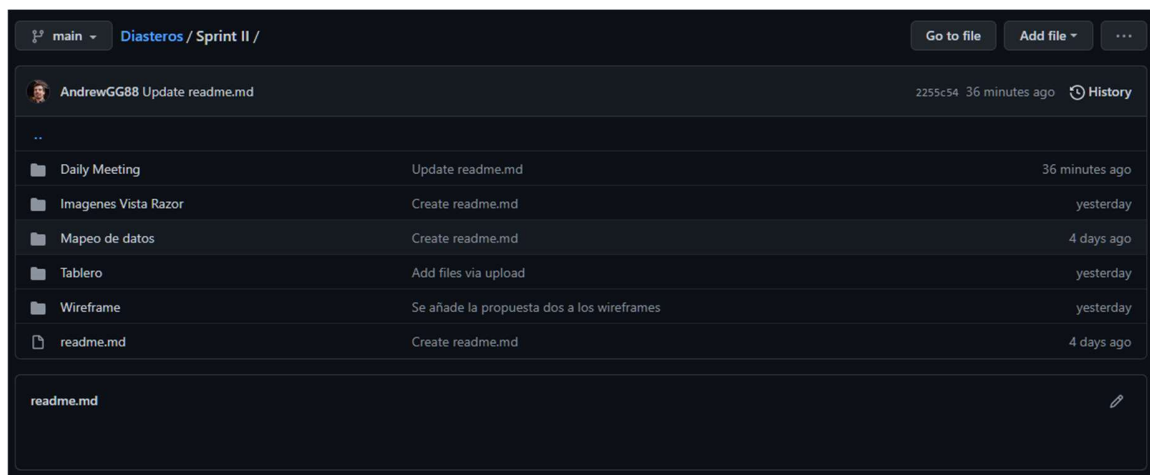 main Diasteros / Sprint II / Go to file Add file ...
AndrewGG88 Update readme.md 2255c54 36 minutes ago History
..
Daily Meeting Update readme.md 36 minutes ago
Imagenes Vista Razor Create readme.md yesterday
Mapeo de datos Create readme.md 4 days ago
Tablero Add files via upload yesterday
Wireframe Se añade la propuesta dos a los wireframes yesterday
readme.md Create readme.md 4 days ago
readme.md